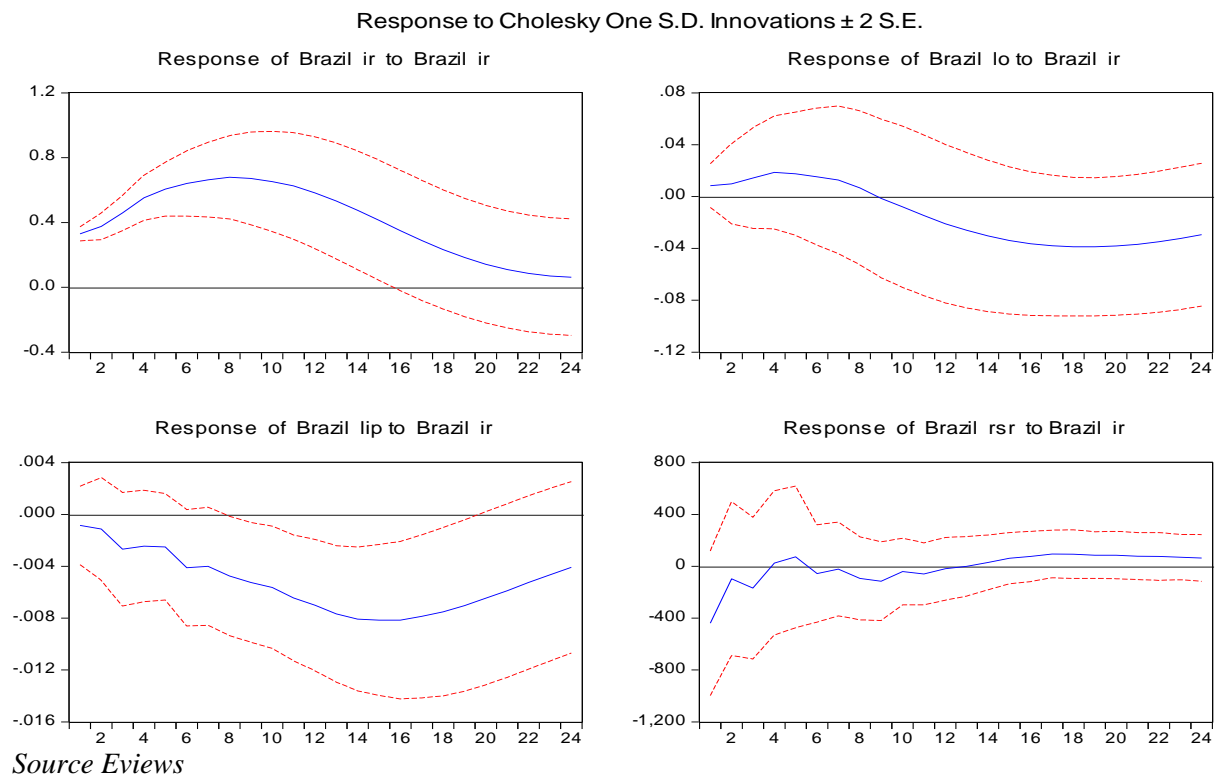 Response to Cholesky One S.D. Innovations ± 2 S.E.
Response of Brazil ir to Brazil ir
1.2
0.8
0.4
0.0
-0.4
2 4 6 8 10 12 14 16 18 20 22 24
Response of Brazil lo to Brazil ir
.08
.04
.00
-.04
-.08
-.12
2 4 6 8 10 12 14 16 18 20 22 24
Response of Brazil lip to Brazil ir
.004
.000
-.004
-.008
-.012
-.016
2 4 6 8 10 12 14 16 18 20 22 24
Response of Brazil rsr to Brazil ir
800
400
0
-400
-800
-1,200
2 4 6 8 10 12 14 16 18 20 22 24
Source Eviews